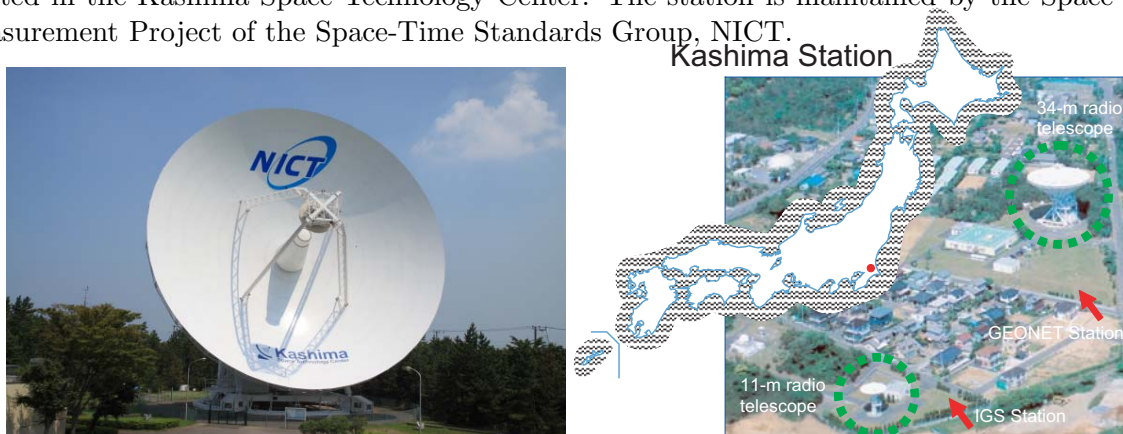 ted in the Kashima Space Technology Center. The station is maintained by the Space
asurement Project of the Space-Time Standards Group, NICT.
Kashima Station
NICT
Kashima
34-m radio
telescope
GEONET Station
11-m radio
telescope
IGS Station